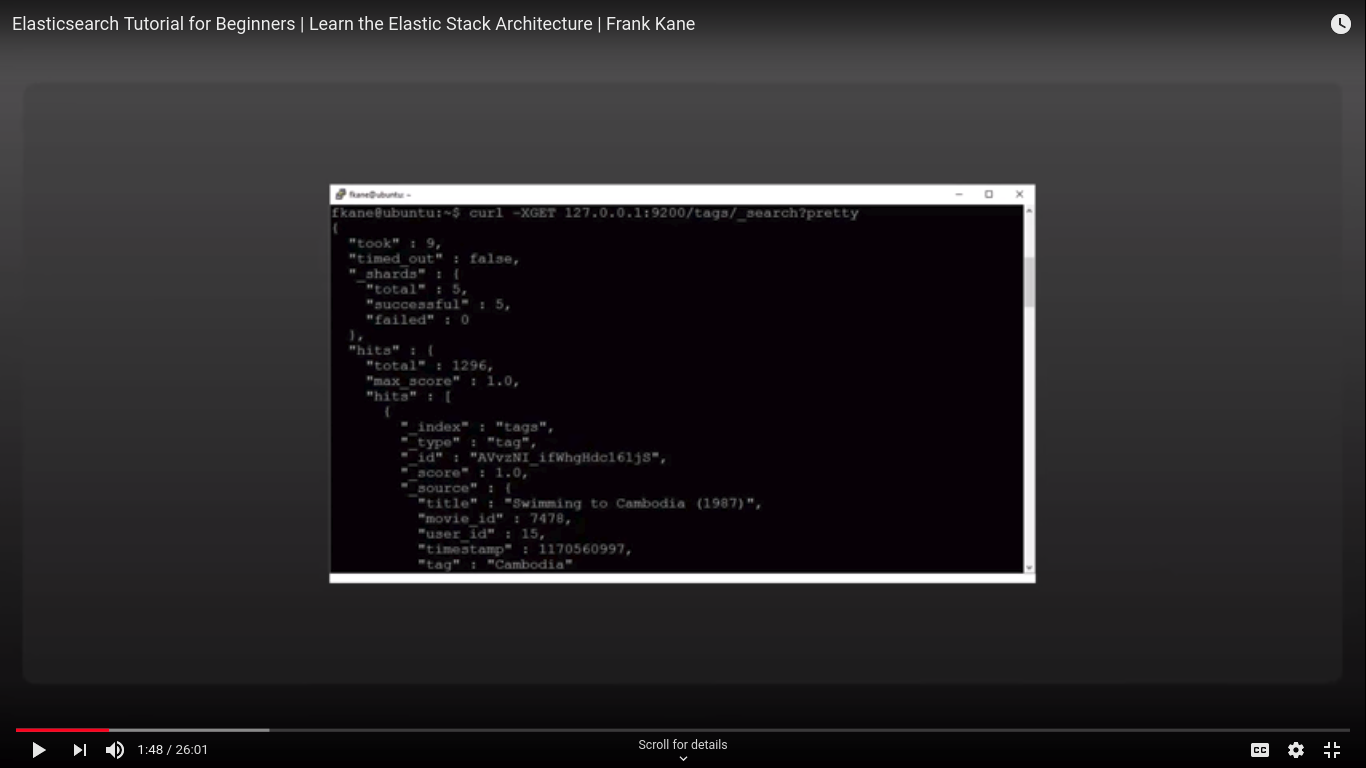 Elasticsearch Tutorial for Beginners | Learn the Elastic Stack Architecture | Frank Kane
fkane@ubuntu: ~
fkane@ubuntu:~$ curl -XGET 127.0.0.1:9200/tags/_search?pretty
{
"took" : 9,
"timed_out" : false,
"_shards" : {
"total" : 5,
"successful" : 5,
"failed" : 0
},
"hits" : {
"total" : 1296,
"max_score" : 1.0,
"hits" : [
{
"_index" : "tags",
"_type" : "tag",
"_id" : "AVvzNI_ifWhgHdc161jS",
"_score" : 1.0,
"_source" : {
"title" : "Swimming to Cambodia (1987)",
"movie_id" : 7478,
"user_id" : 15,
"timestamp" : 1170560997,
"tag" : "Cambodia"
1:48 / 26:01
Scroll for details
CC